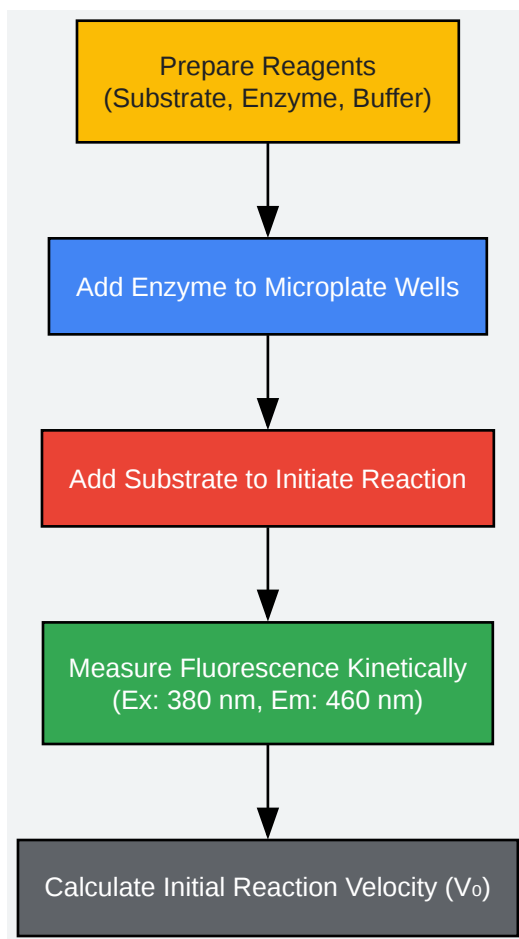 Prepare Reagents
(Substrate, Enzyme, Buffer)
Add Enzyme to Microplate Wells
Add Substrate to Initiate Reaction
Measure Fluorescence Kinetically
(Ex: 380 nm, Em: 460 nm)
Calculate Initial Reaction Velocity (V₀)